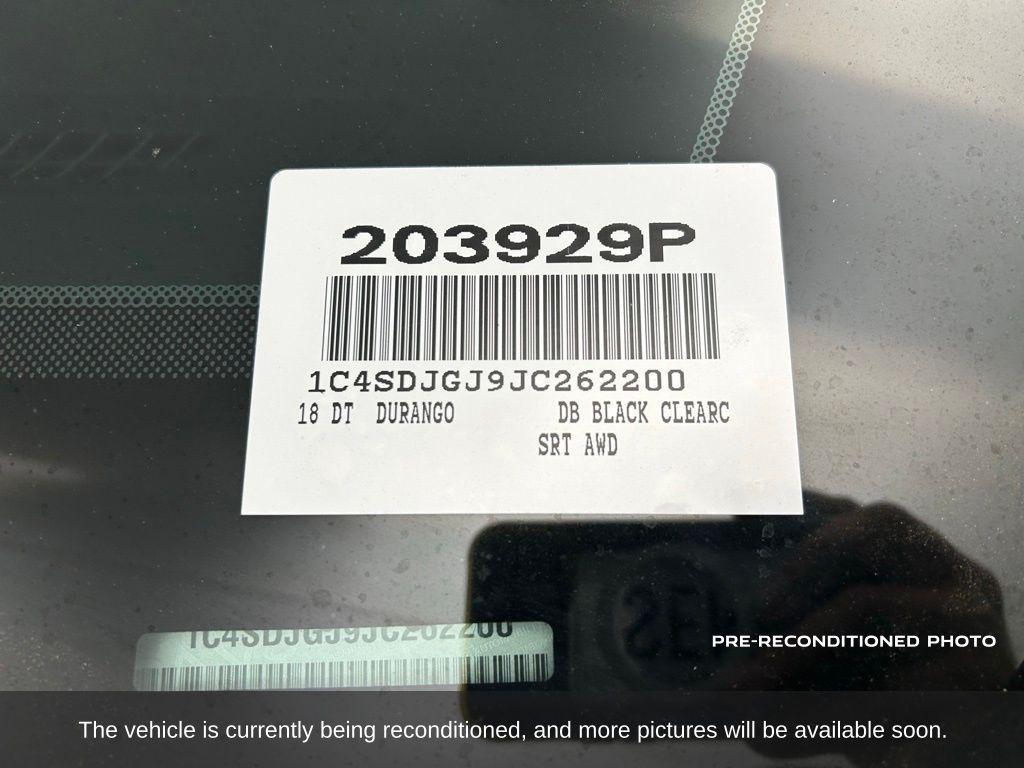 203929P
1C4SDJGJ9JC262200
18 DT DURANGO DB BLACK CLEARC
SRT AWD
1C4SDJGJ9JC262200
PRE-RECONDITIONED PHOTO
The vehicle is currently being reconditioned, and more pictures will be available soon.